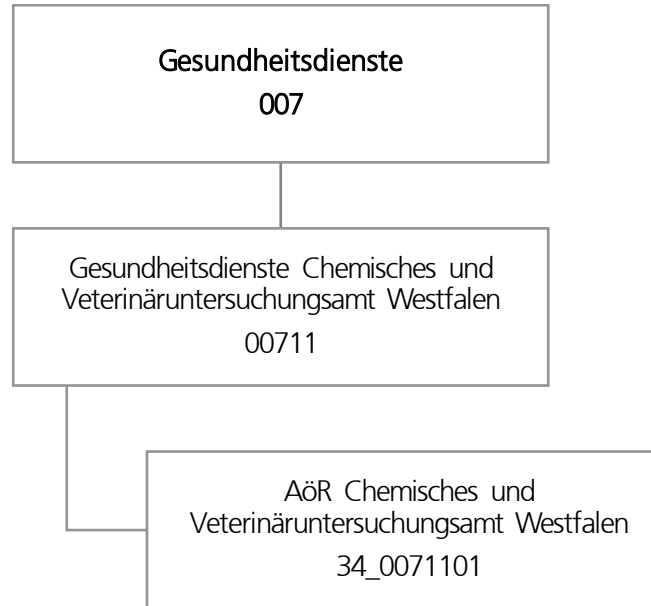 Gesundheitsdienste
007
Gesundheitsdienste Chemisches und
Veterinäruntersuchungsamt Westfalen
00711
AöR Chemisches und
Veterinäruntersuchungsamt Westfalen
34_0071101